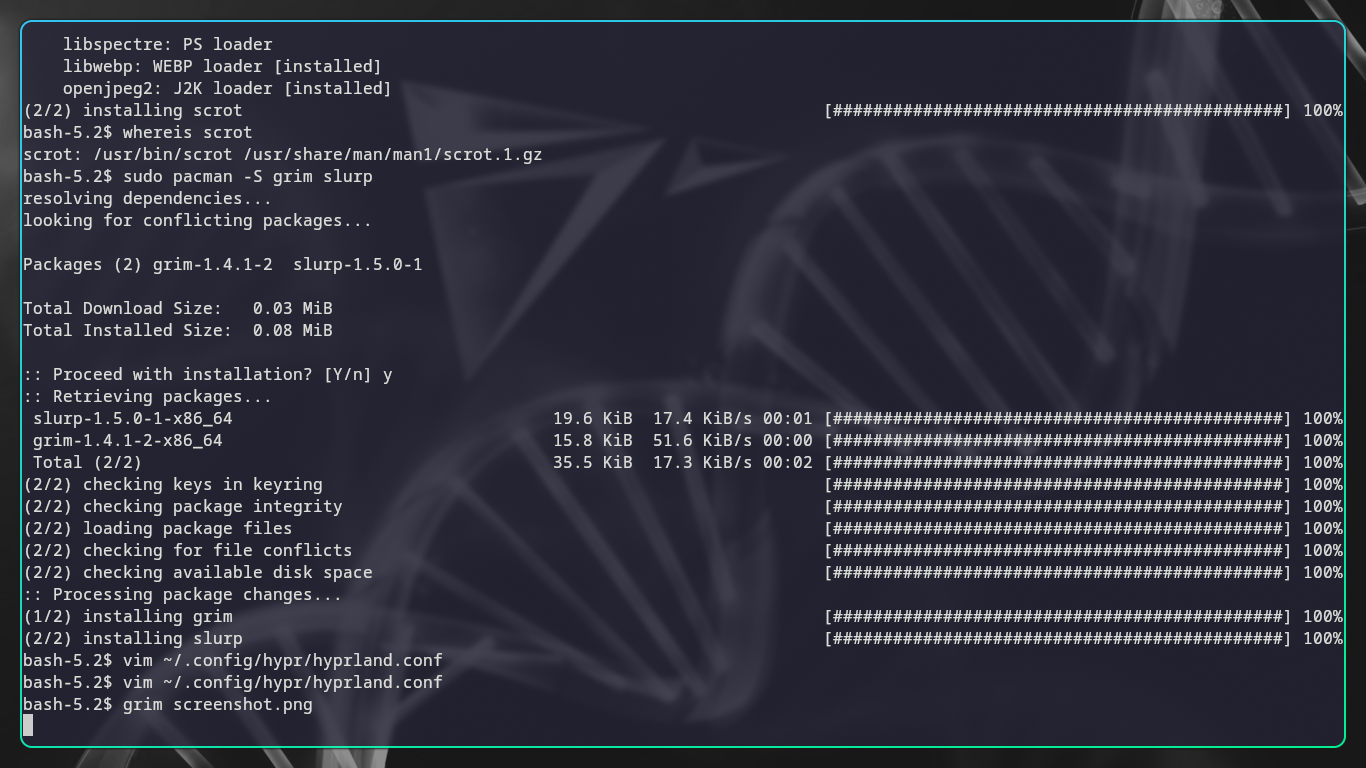 libspectre: PS loader
libwebp: WEBP loader [installed]
openjpeg2: J2K loader [installed]
(2/2) installing scrot [#############################################] 100%
bash-5.2$ whereis scrot
scrot: /usr/bin/scrot /usr/share/man/man1/scrot.1.gz
bash-5.2$ sudo pacman -S grim slurp
resolving dependencies...
looking for conflicting packages...
Packages (2) grim-1.4.1-2  slurp-1.5.0-1
Total Download Size:   0.03 MiB
Total Installed Size:  0.08 MiB
:: Proceed with installation? [Y/n] y
:: Retrieving packages...
slurp-1.5.0-1-x86_64 19.6 KiB  17.4 KiB/s 00:01 [#############################################] 100%
grim-1.4.1-2-x86_64 15.8 KiB  51.6 KiB/s 00:00 [#############################################] 100%
Total (2/2) 35.5 KiB  17.3 KiB/s 00:02 [#############################################] 100%
(2/2) checking keys in keyring [#############################################] 100%
(2/2) checking package integrity [#############################################] 100%
(2/2) loading package files [#############################################] 100%
(2/2) checking for file conflicts [#############################################] 100%
(2/2) checking available disk space [#############################################] 100%
:: Processing package changes...
(1/2) installing grim [#############################################] 100%
(2/2) installing slurp [#############################################] 100%
bash-5.2$ vim ~/.config/hypr/hyprland.conf
bash-5.2$ vim ~/.config/hypr/hyprland.conf
bash-5.2$ grim screenshot.png